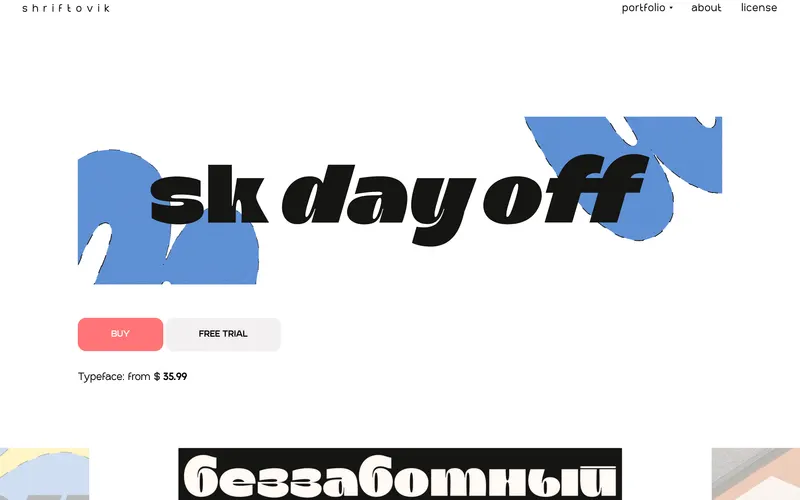 shriftovik
portfolio about license
sk day off
BUY FREE TRIAL
Typeface: from $ 35.99
беззаботный